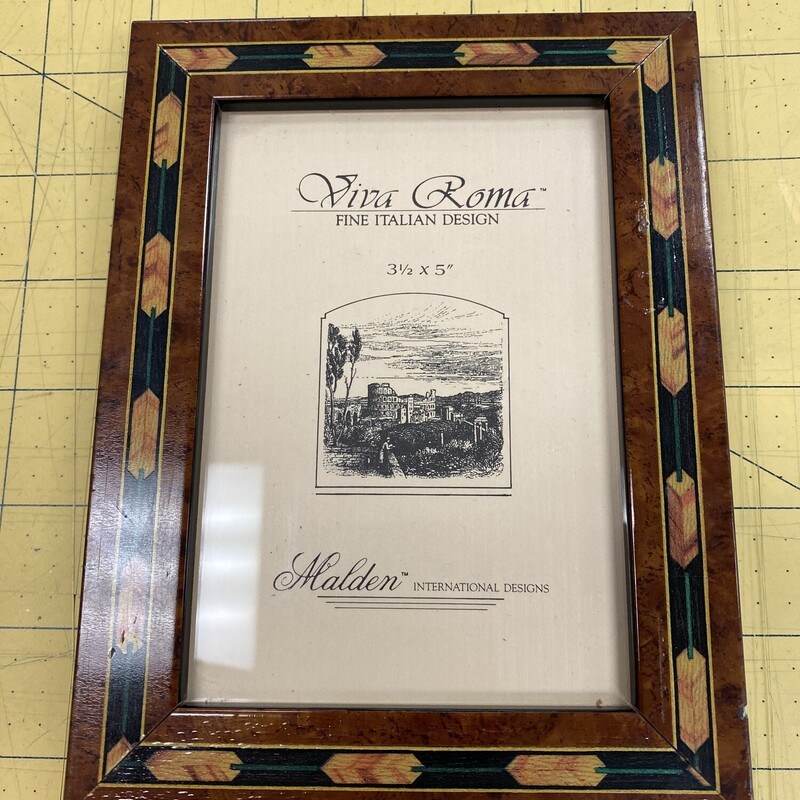 Viva Roma™
FINE ITALIAN DESIGN
3½ x 5"
Malden™ INTERNATIONAL DESIGNS